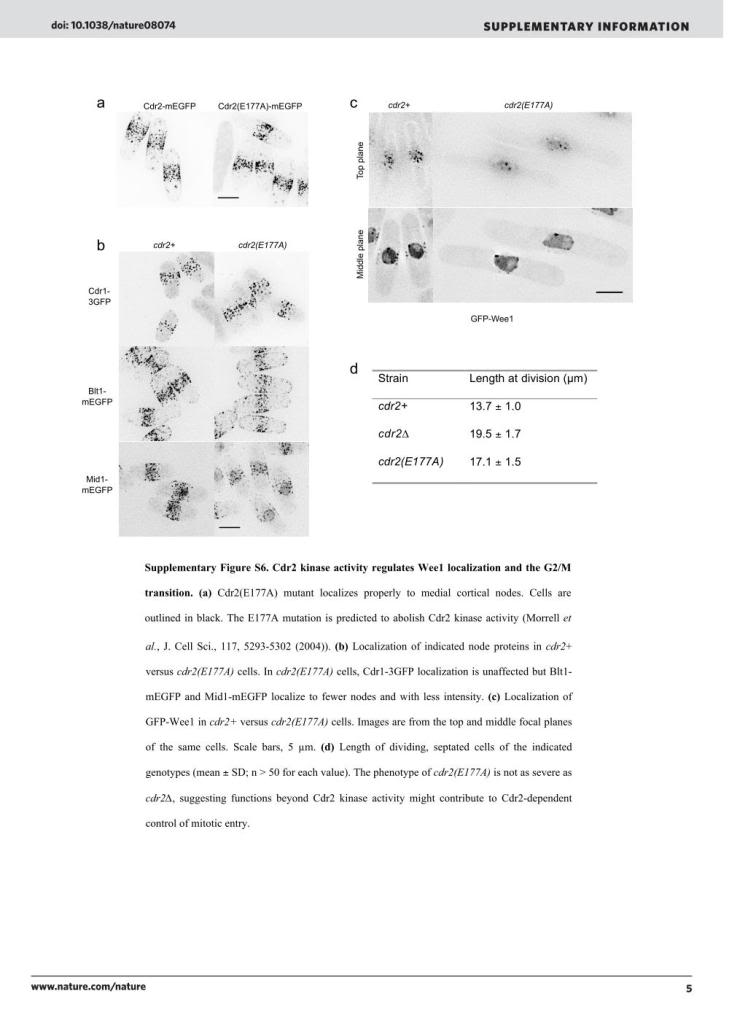 doi: 10.1038/nature08074
SUPPLEMENTARY INFORMATION
a
Cdr2-mEGFP Cdr2(E177A)-mEGFP
b
cdr2+ cdr2(E177A)
Cdr1-
3GFP
Blt1-
mEGFP
Mid1-
mEGFP
c
cdr2+ cdr2(E177A)
Top plane
Middle plane
GFP-Wee1
d
Strain Length at division (µm)
cdr2+ 13.7 ± 1.0
cdr2Δ 19.5 ± 1.7
cdr2(E177A) 17.1 ± 1.5
Supplementary Figure S6. Cdr2 kinase activity regulates Wee1 localization and the G2/M
transition. (a) Cdr2(E177A) mutant localizes properly to medial cortical nodes. Cells are
outlined in black. The E177A mutation is predicted to abolish Cdr2 kinase activity (Morrell et
al., J. Cell Sci., 117, 5293-5302 (2004)). (b) Localization of indicated node proteins in cdr2+
versus cdr2(E177A) cells. In cdr2(E177A) cells, Cdr1-3GFP localization is unaffected but Blt1-
mEGFP and Mid1-mEGFP localize to fewer nodes and with less intensity. (c) Localization of
GFP-Wee1 in cdr2+ versus cdr2(E177A) cells. Images are from the top and middle focal planes
of the same cells. Scale bars, 5 µm. (d) Length of dividing, septated cells of the indicated
genotypes (mean ± SD; n > 50 for each value). The phenotype of cdr2(E177A) is not as severe as
cdr2Δ, suggesting functions beyond Cdr2 kinase activity might contribute to Cdr2-dependent
control of mitotic entry.
www.nature.com/nature
5